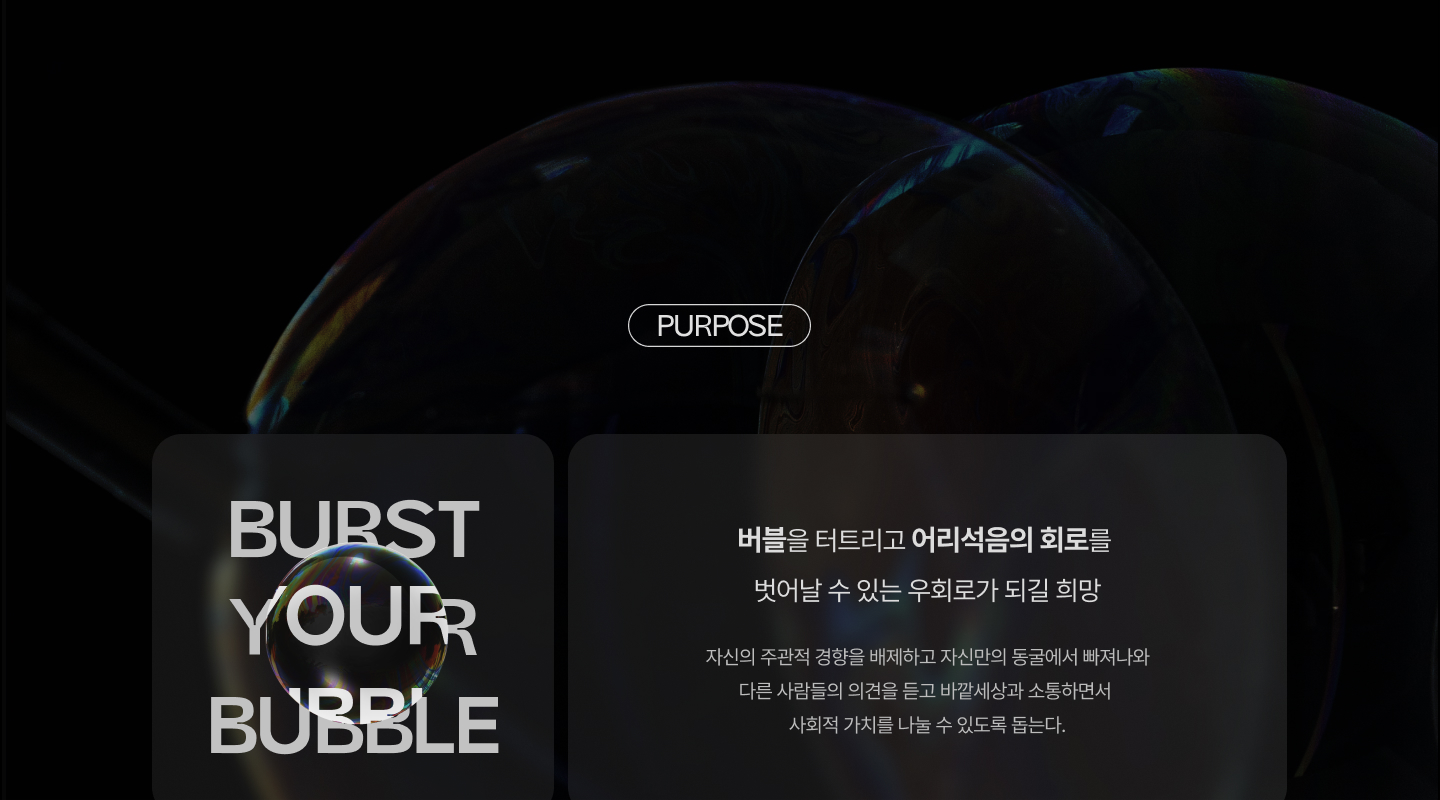 PURPOSE
BURST
YOUR
BUBBLE
버블을 터트리고 어리석음의 회로를
벗어날 수 있는 우회로가 되길 희망
자신의 주관적 경향을 배제하고 자신만의 동굴에서 빠져나와
다른 사람들의 의견을 듣고 바깥세상과 소통하면서
사회적 가치를 나눌 수 있도록 돕는다.